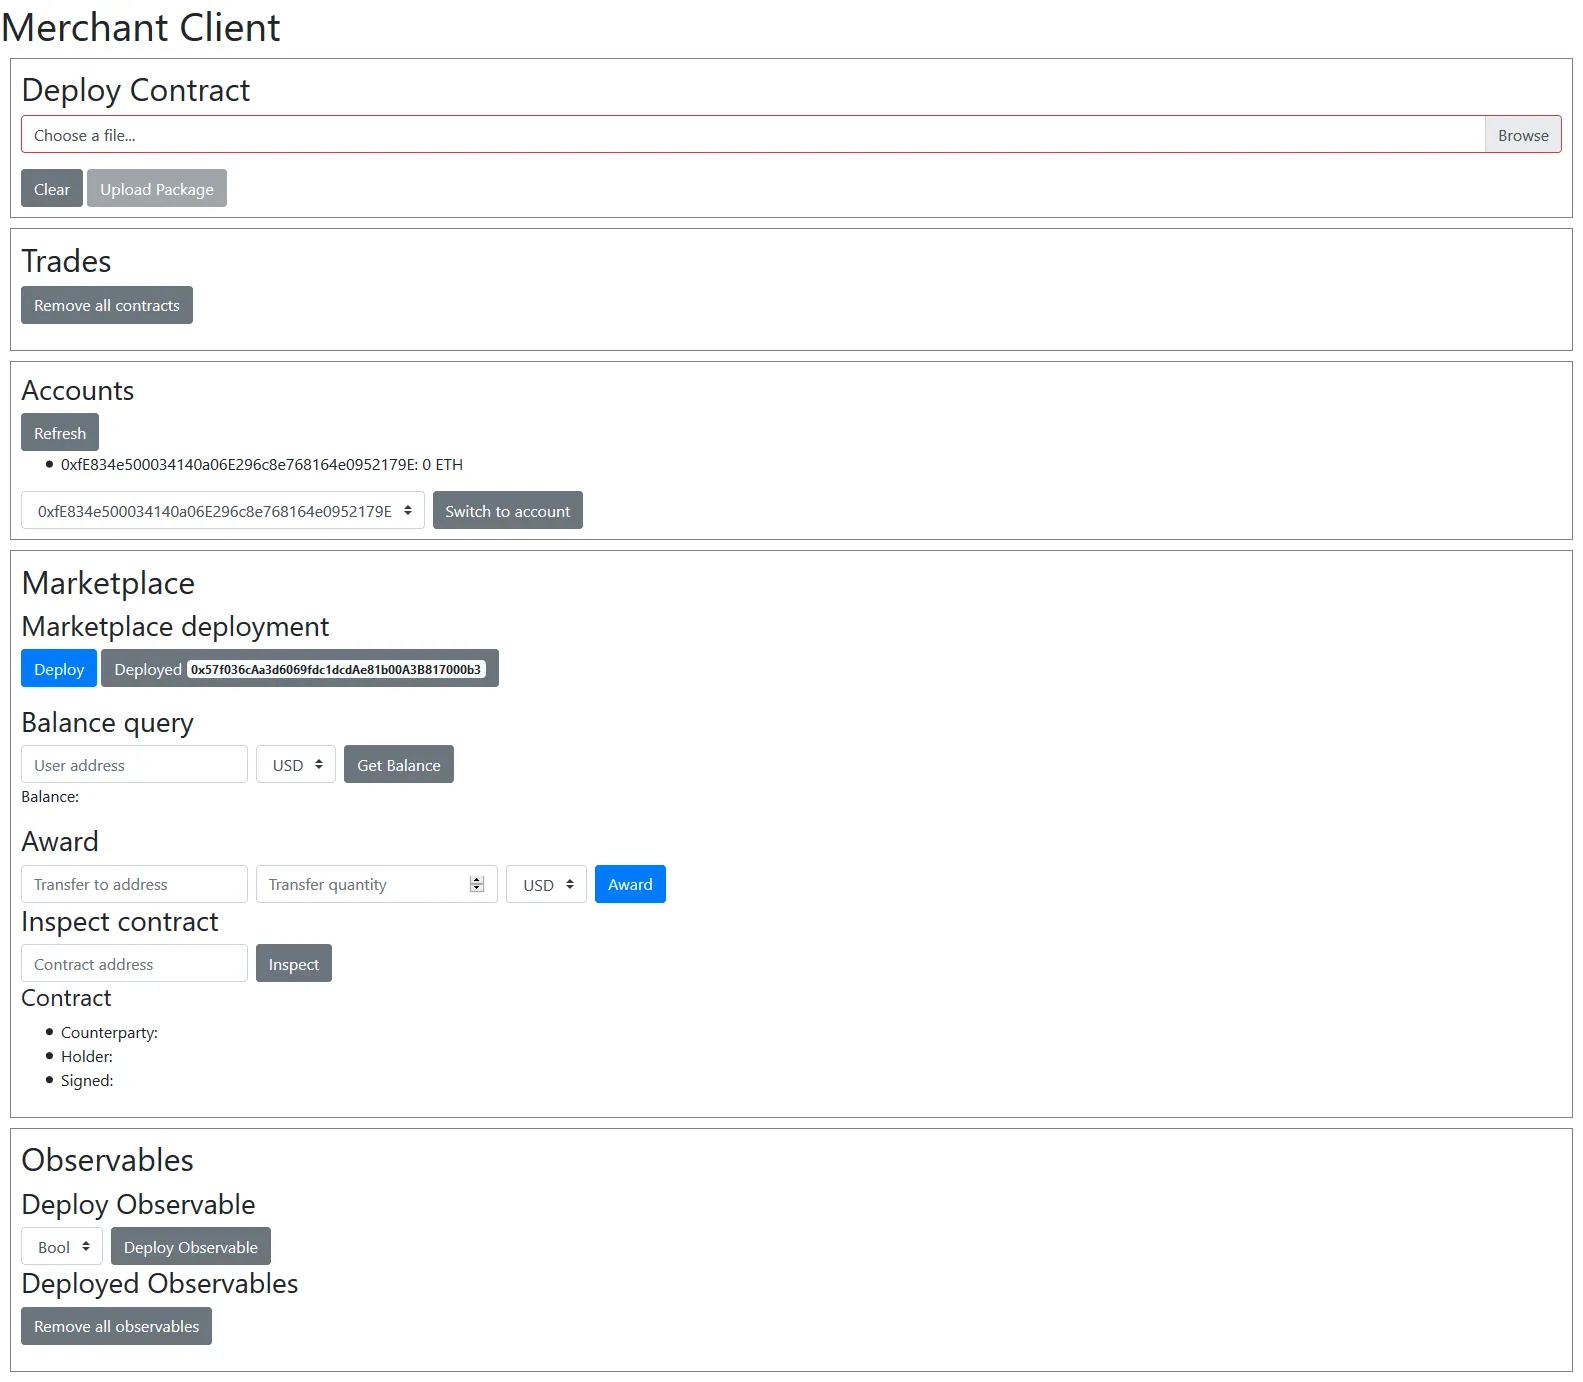 Merchant Client
Deploy Contract
Choose a file... Browse
Clear Upload Package
Trades
Remove all contracts
Accounts
Refresh
0xfE834e500034140a06E296c8e768164e0952179E: 0 ETH
0xfE834e500034140a06E296c8e768164e0952179E Switch to account
Marketplace
Marketplace deployment
Deploy Deployed 0x57f036cAa3d6069fdc1dcdAe81b00A3B817000b3
Balance query
User address USD Get Balance
Balance:
Award
Transfer to address Transfer quantity USD Award
Inspect contract
Contract address Inspect
Contract
Counterparty:
Holder:
Signed:
Observables
Deploy Observable
Bool Deploy Observable
Deployed Observables
Remove all observables